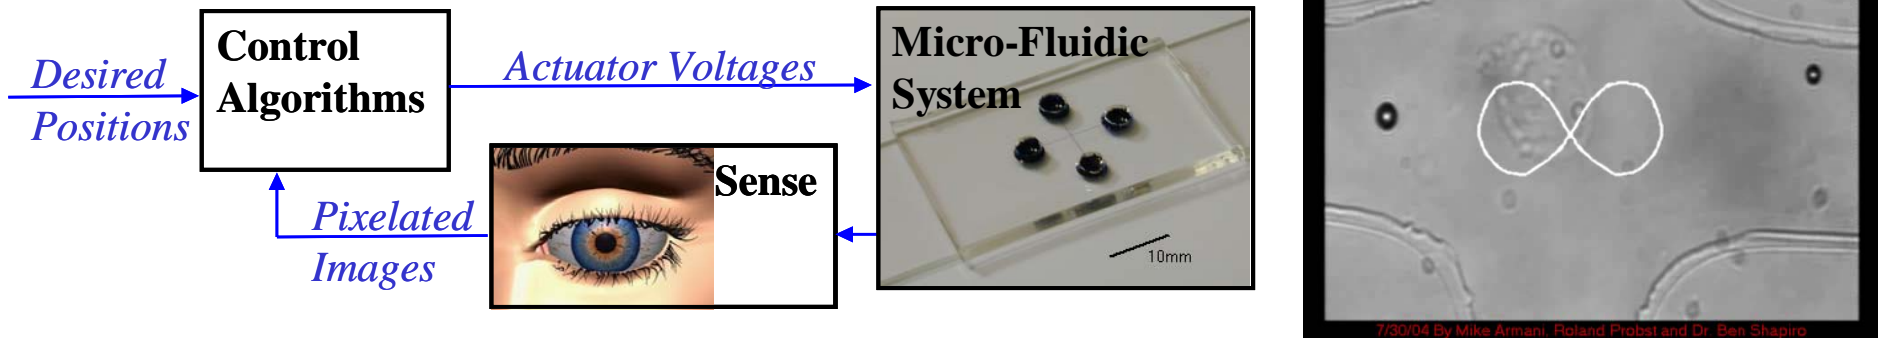 Desired
Positions
Control
Algorithms
Actuator Voltages
Micro-Fluidic
System
Sense
Pixelated
Images
10mm
7/30/04 By Mike Armani, Roland Probst and Dr. Ben Shapiro